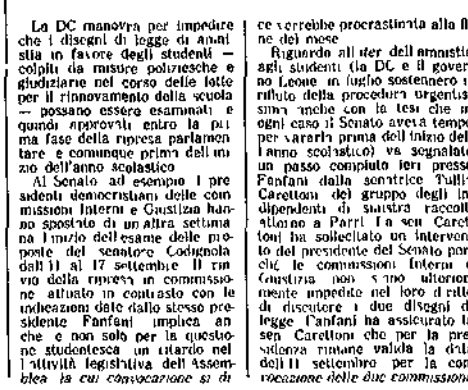 La DC manovra per impedire
che i disegni di legge di amni
stia in favore degli studenti —
colpiti da misure poliziesche e
giudiziarie nel corso delle lotte
per il rinnovamento della scuola
— possano essere esaminati e
quindi approvati entro la pri
ma fase della ripresa parlamen
tare e comunque prima dell ini
zio dell'anno scolastico
Al Senato ad esempio i pre
sidenti democristiani delle com
missioni Interni e Giustizia han-
no spostato di un altra settima
na l inizio dell esame delle pro-
poste del senatore Codignola
dall 11 al 17 settembre Il rin
vio della ripresa in commissio-
ne attuato in contrasto con le
indicazioni date dallo stesso pre-
sidente Fanfani implica an
che e non solo per la questio-
ne studentesca un ritardo nel
l attività legislativa dell Assem-
blea la cui convocazione si di
ce verrebbe procrastinata alla fi
ne del mese
Riguardo all iter dell amnistia
agli studenti (la DC e il gover
no Leone in luglio sostennero i
rifiuto della procedura urgentis
sima anche con la tesi che i
ogni caso il Senato aveva tempo
per vararla prima dell inizio del
l anno scolastico) va segnalato
un passo compiuto ieri presso
Fanfani dalla senatrice Tulli
Carettoni del gruppo degli in
dipendenti di sinistra raccolt
attorno a Parri La sen Caret
toni ha sollecitato un interven
to del presidente del Senato per
ché le commissioni Interni e
Giustizia non siano ulterior
mente impedite nel loro diritto
di discutere i due disegni di
legge Fanfani ha assicurato la
sen Carettoni che per la pre
sidenza rimane valida la data
dell 11 settembre per la con
vocazione delle due commission